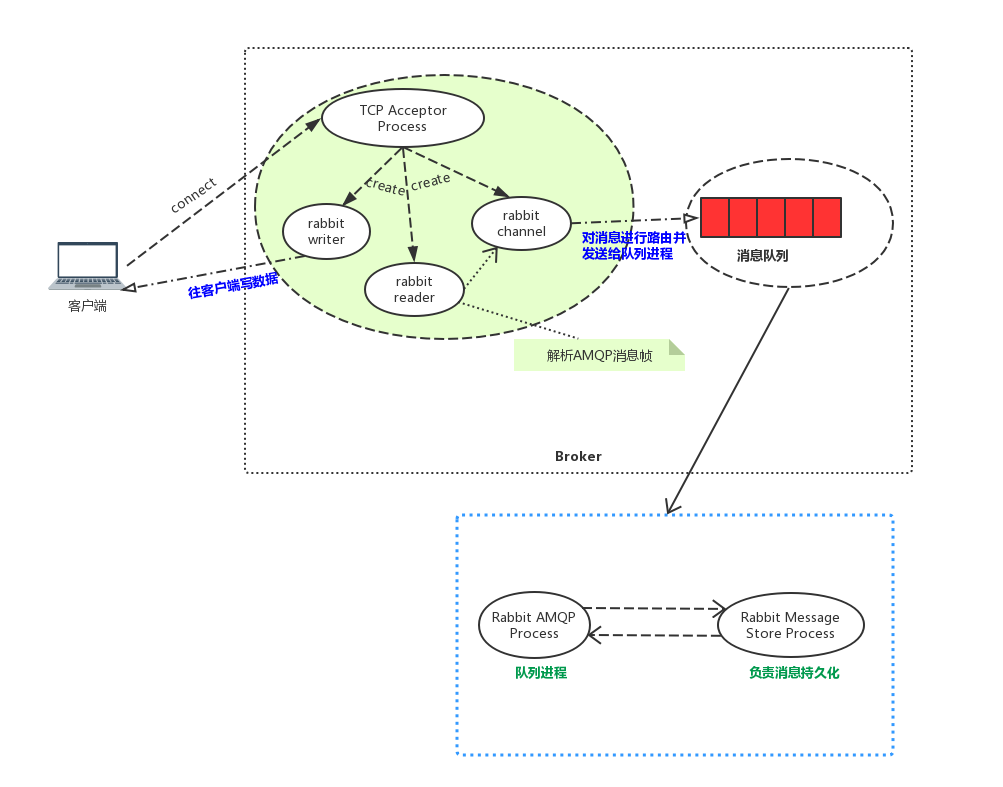 TCP Acceptor
Process
connect
create
create
rabbit
writer
rabbit
channel
rabbit
reader
客户端
往客户端写数据
对消息进行路由并
发送给队列进程
消息队列
解析AMQP消息帧
Broker
Rabbit AMQP
Process
队列进程
Rabbit Message
Store Process
负责消息持久化